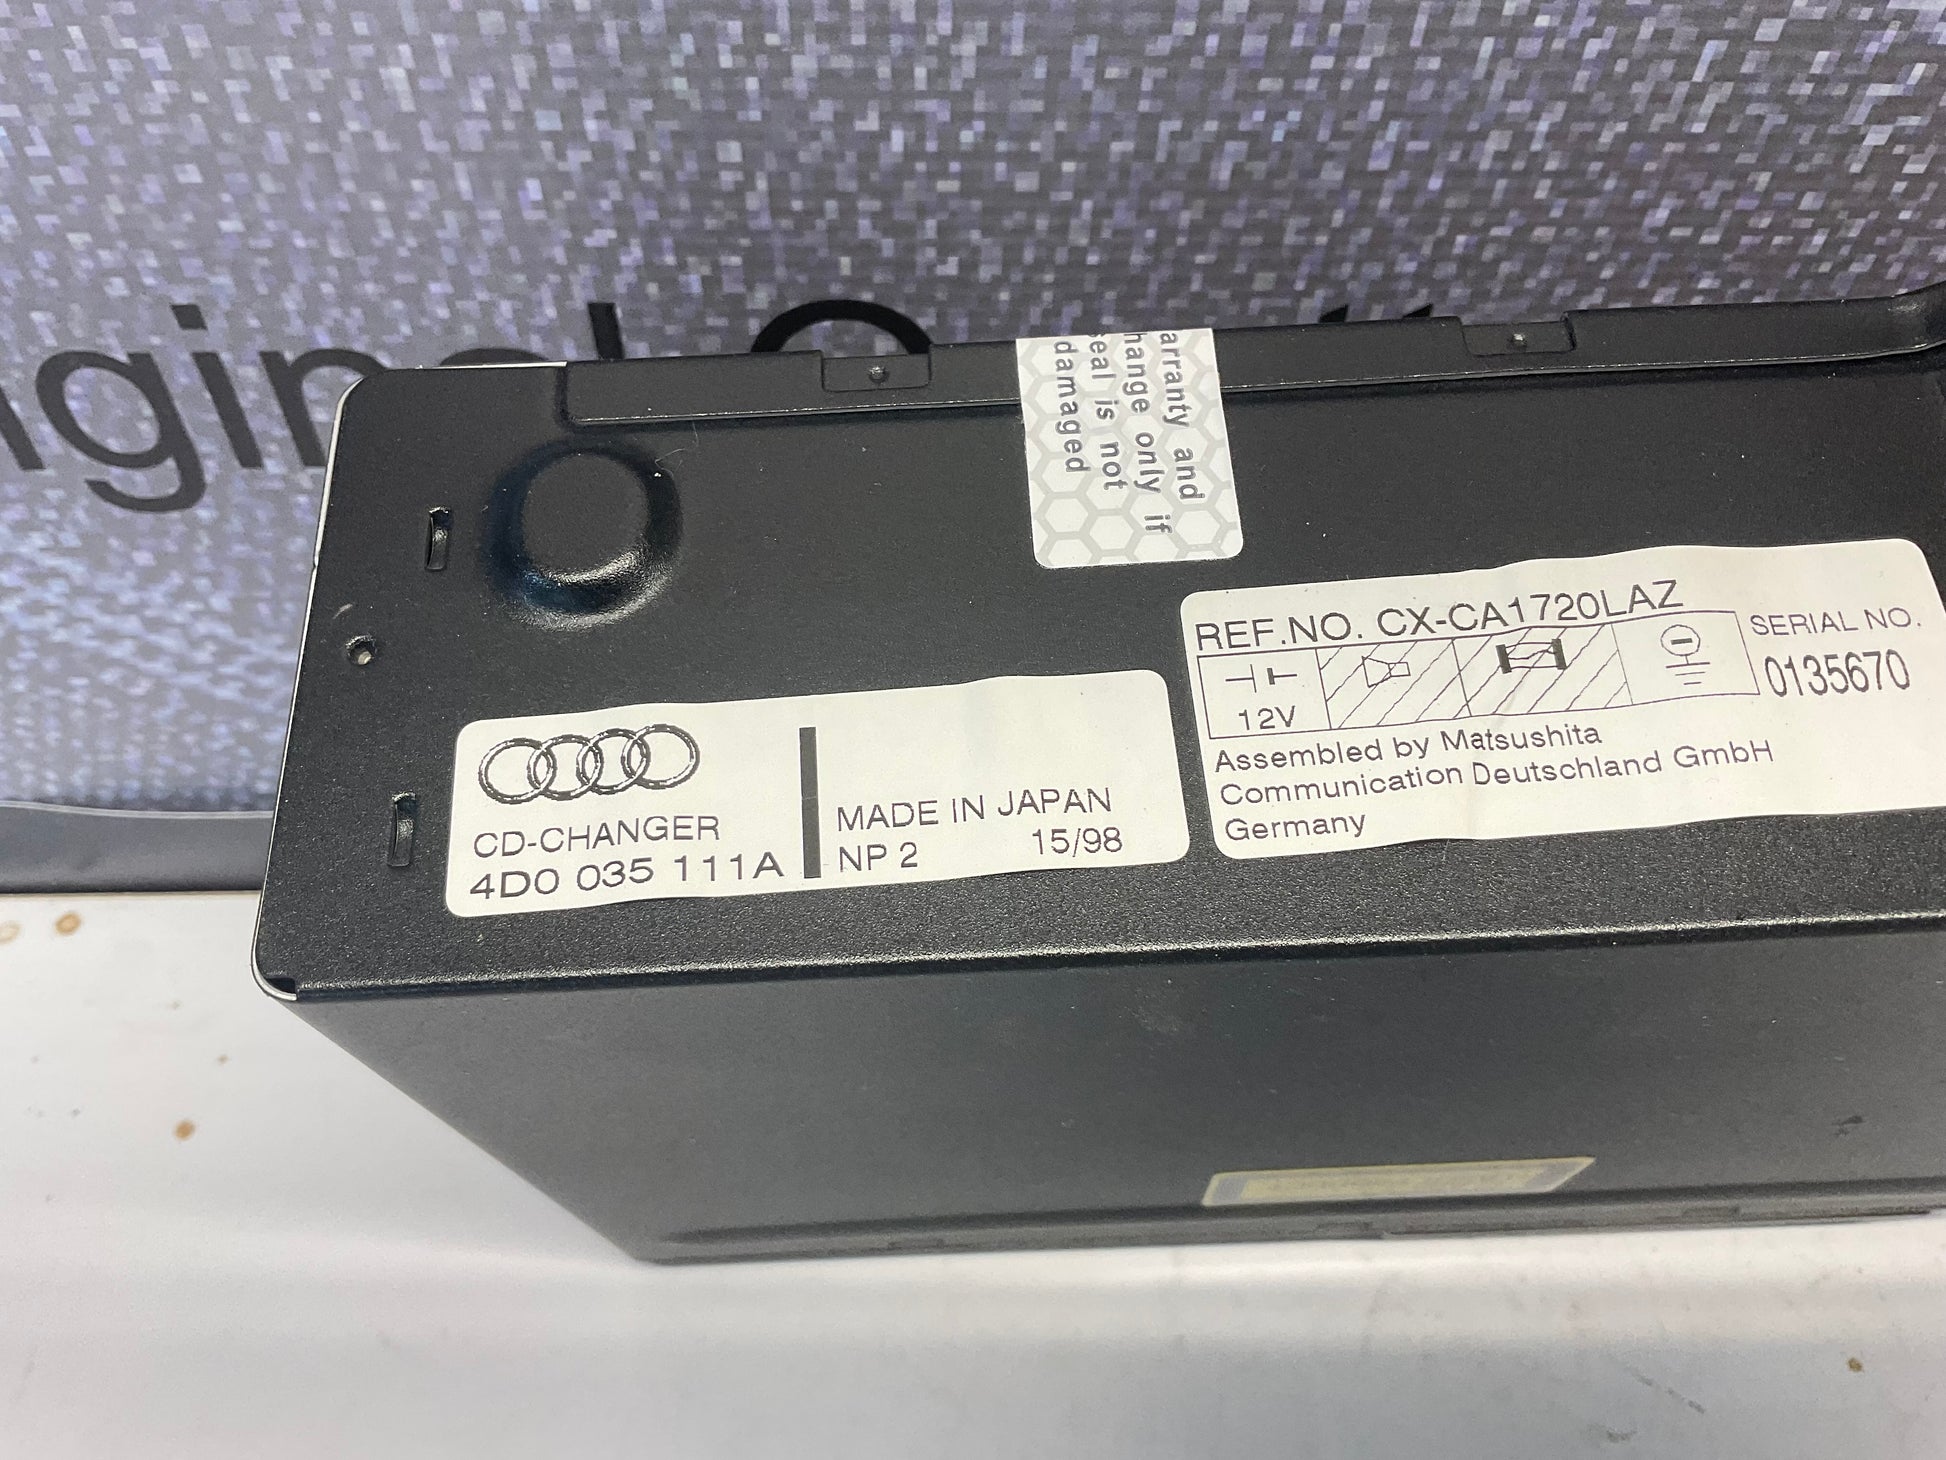 arranty and
hange only if
seal is not
damaged
REF.NO. CX-CA1720LAZ
12V
SERIAL NO.
0135670
Assembled by Matsushita
Communication Deutschland GmbH
Germany
CD-CHANGER
4D0 035 111A
MADE IN JAPAN
NP 2 15/98